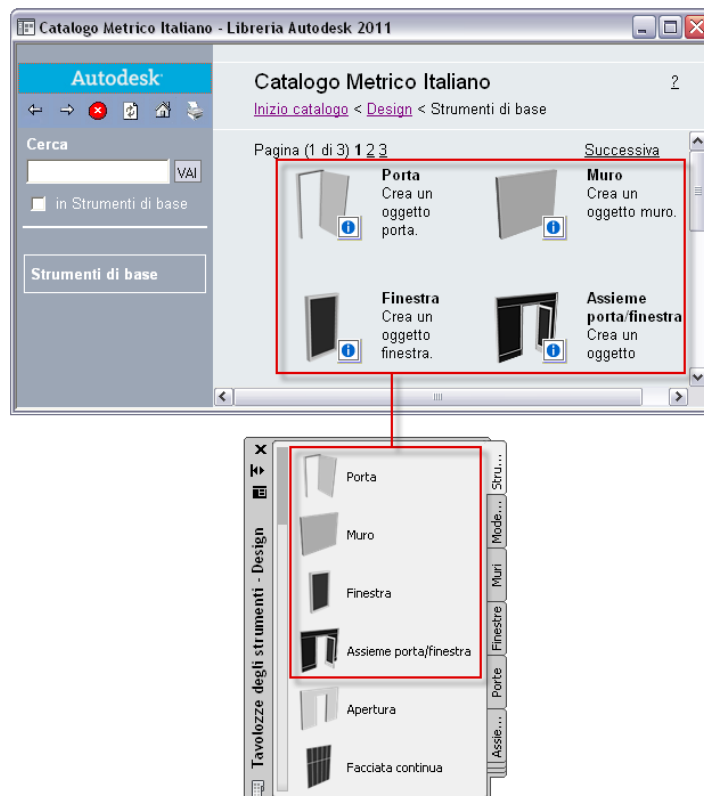 Catalogo Metrico Italiano - Libreria Autodesk 2011
Autodesk
Cerca
VAI
in Strumenti di base
Strumenti di base
Catalogo Metrico Italiano
?
Inizio catalogo < Design < Strumenti di base
Pagina (1 di 3) 1 2 3
Successiva
Porta
Crea un
oggetto
porta.
Muro
Crea un
oggetto muro.
Finestra
Crea un
oggetto
finestra.
Assieme
porta/finestra
Crea un
oggetto
Tavolozze degli strumenti - Design
Porta
Muro
Finestra
Assieme porta/finestra
Apertura
Facciata continua
Stru...
Mode...
Muri
Finestre
Porte
Assie...